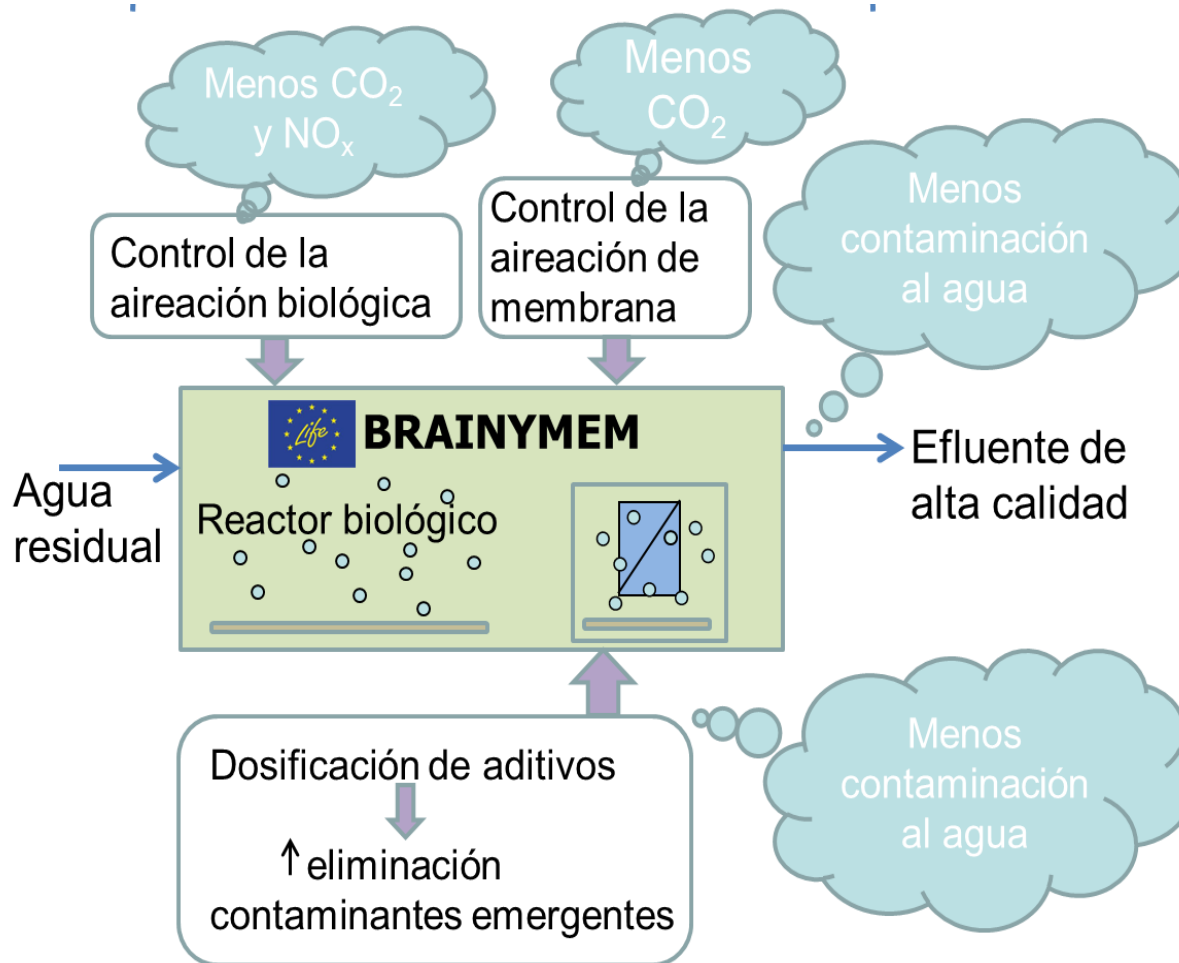 Menos CO₂
y NOₓ
Menos
CO₂
Menos
contaminación
al agua
Control de la
aireación biológica
Control de la
aireación de
membrana
Life
BRAINYMEM
Agua
residual
Reactor biológico
Efluente de
alta calidad
Dosificación de aditivos
↑ eliminación
contaminantes emergentes
Menos
contaminación
al agua